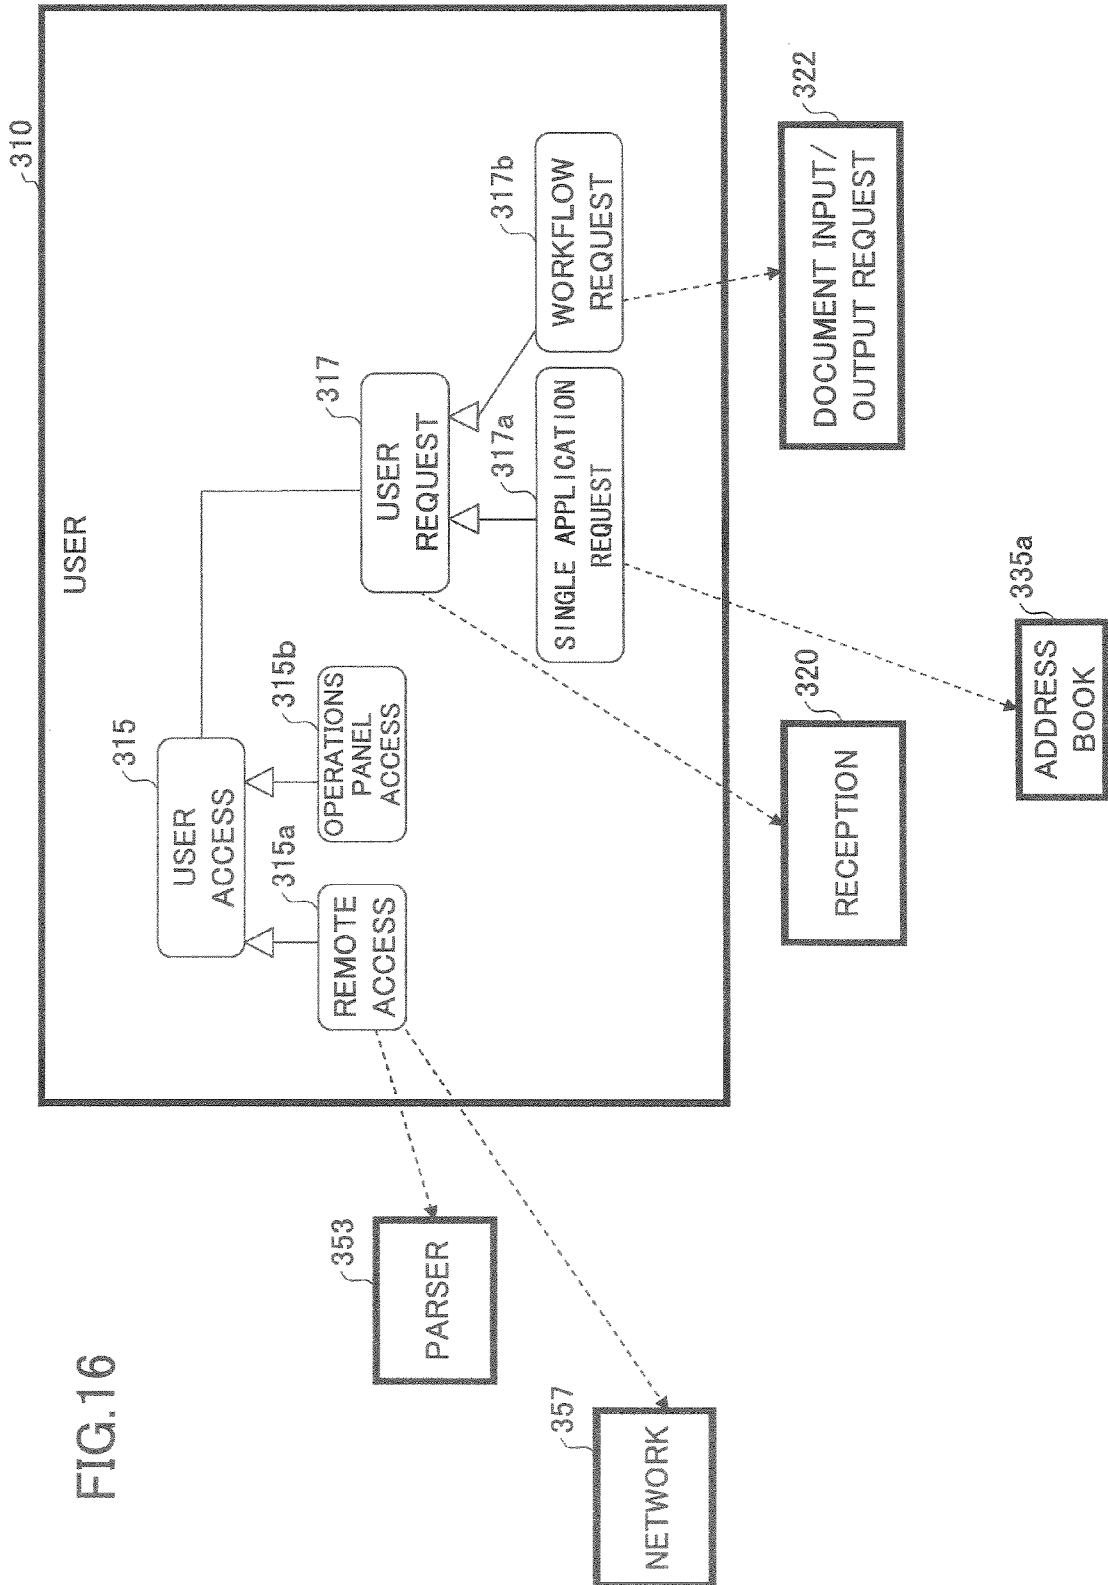 FIG.16
310
USER
315
USER
ACCESS
315a
REMOTE
ACCESS
315b
OPERATIONS
PANEL
ACCESS
317
USER
REQUEST
317a
SINGLE APPLICATION
REQUEST
317b
WORKFLOW
REQUEST
353
PARSER
357
NETWORK
320
RECEPTION
322
DOCUMENT INPUT/
OUTPUT REQUEST
335a
ADDRESS
BOOK